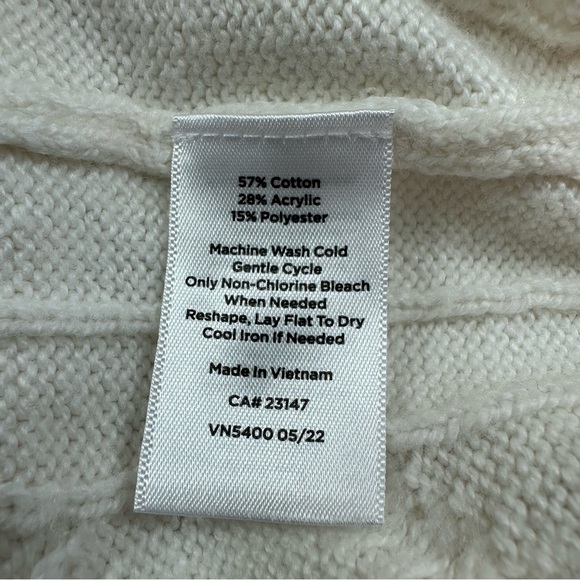 57% Cotton
28% Acrylic
15% Polyester
Machine Wash Cold
Gentle Cycle
Only Non-Chlorine Bleach
When Needed
Reshape, Lay Flat To Dry
Cool Iron If Needed
Made In Vietnam
CA# 23147
VN5400 05/22